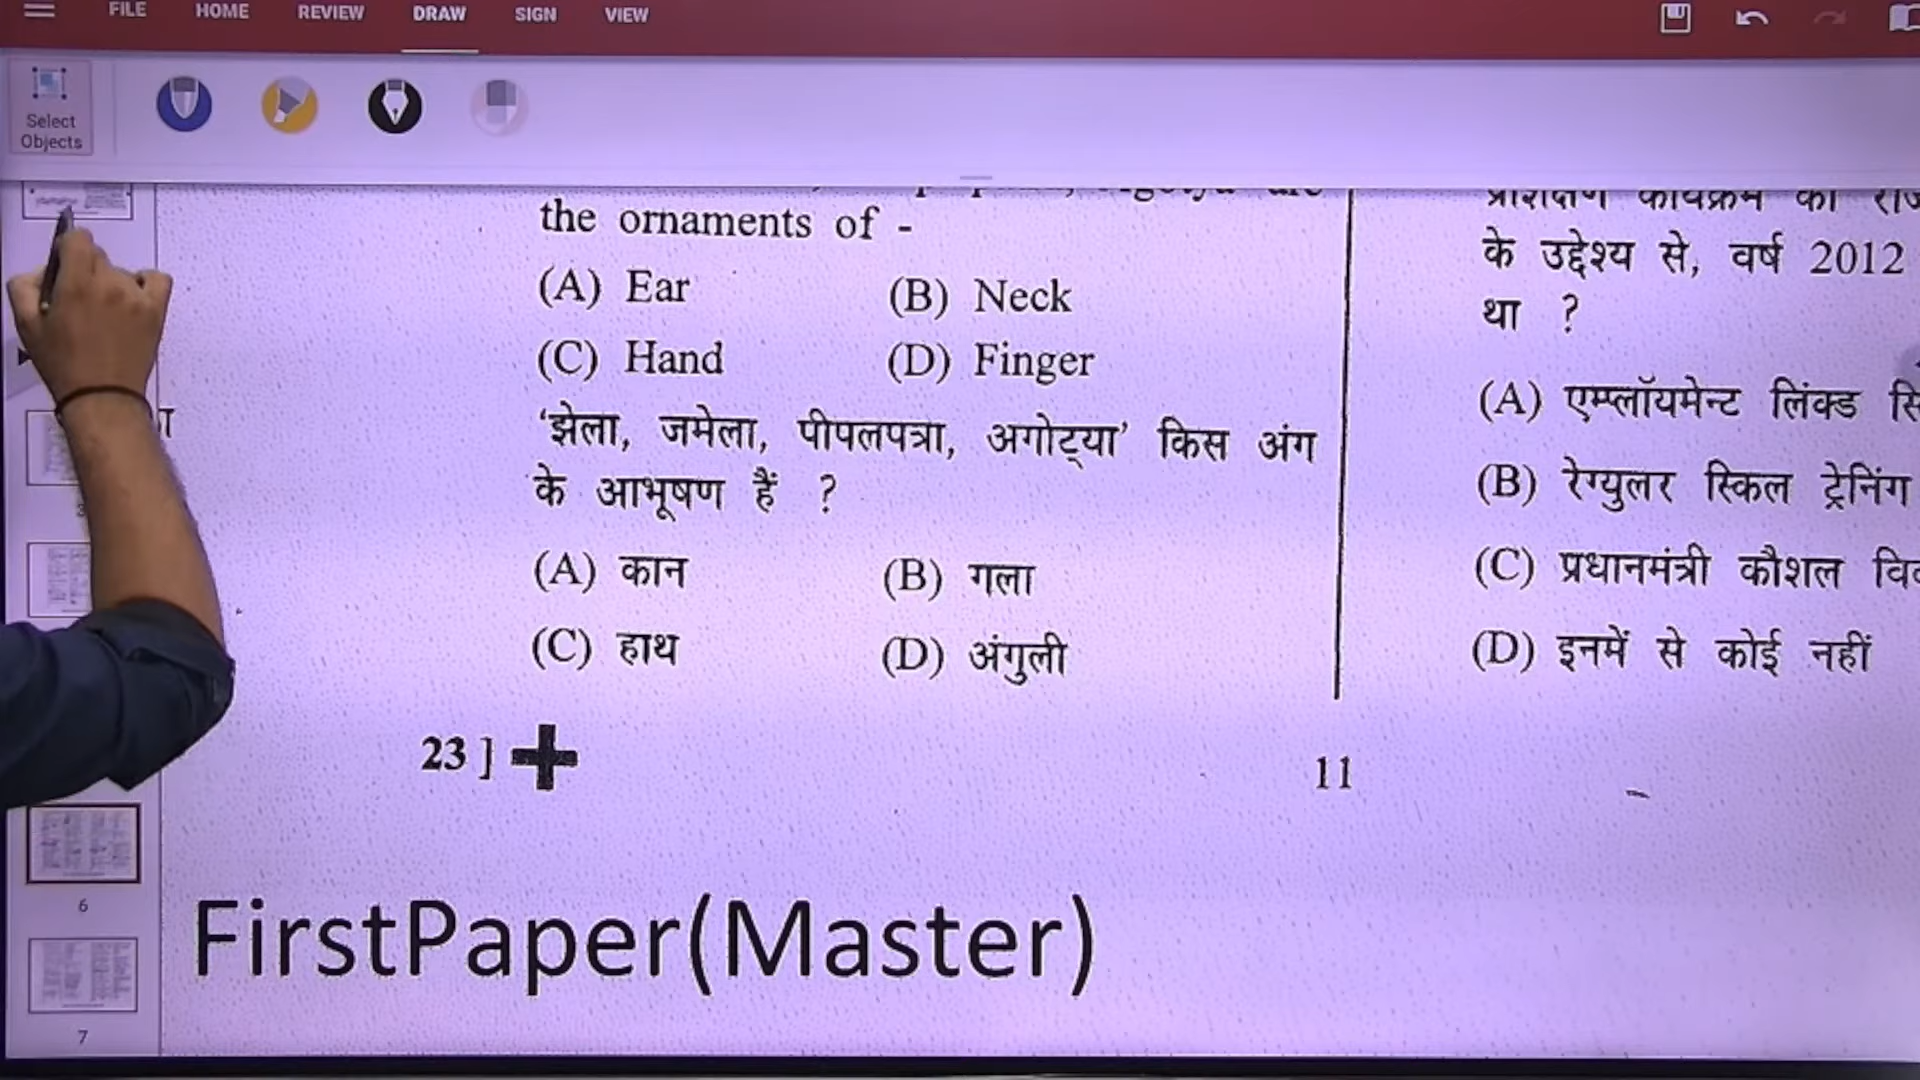 FILE HOME REVIEW DRAW SIGN VIEW
Select
Objects
the ornaments of -
(A) Ear (B) Neck
(C) Hand (D) Finger
‘झेला, जमेला, पीपलपत्रा, अगोट्या’ किस अंग
के आभूषण हैं ?
(A) कान (B) गला
(C) हाथ (D) अंगुली
के उद्देश्य से, वर्ष 2012
था ?
(A) एम्प्लॉयमेन्ट लिंक्ड
(B) रेग्युलर स्किल ट्रेनिंग
(C) प्रधानमंत्री कौशल
(D) इनमें से कोई नहीं
23 ] 11
6
7
FirstPaper(Master)